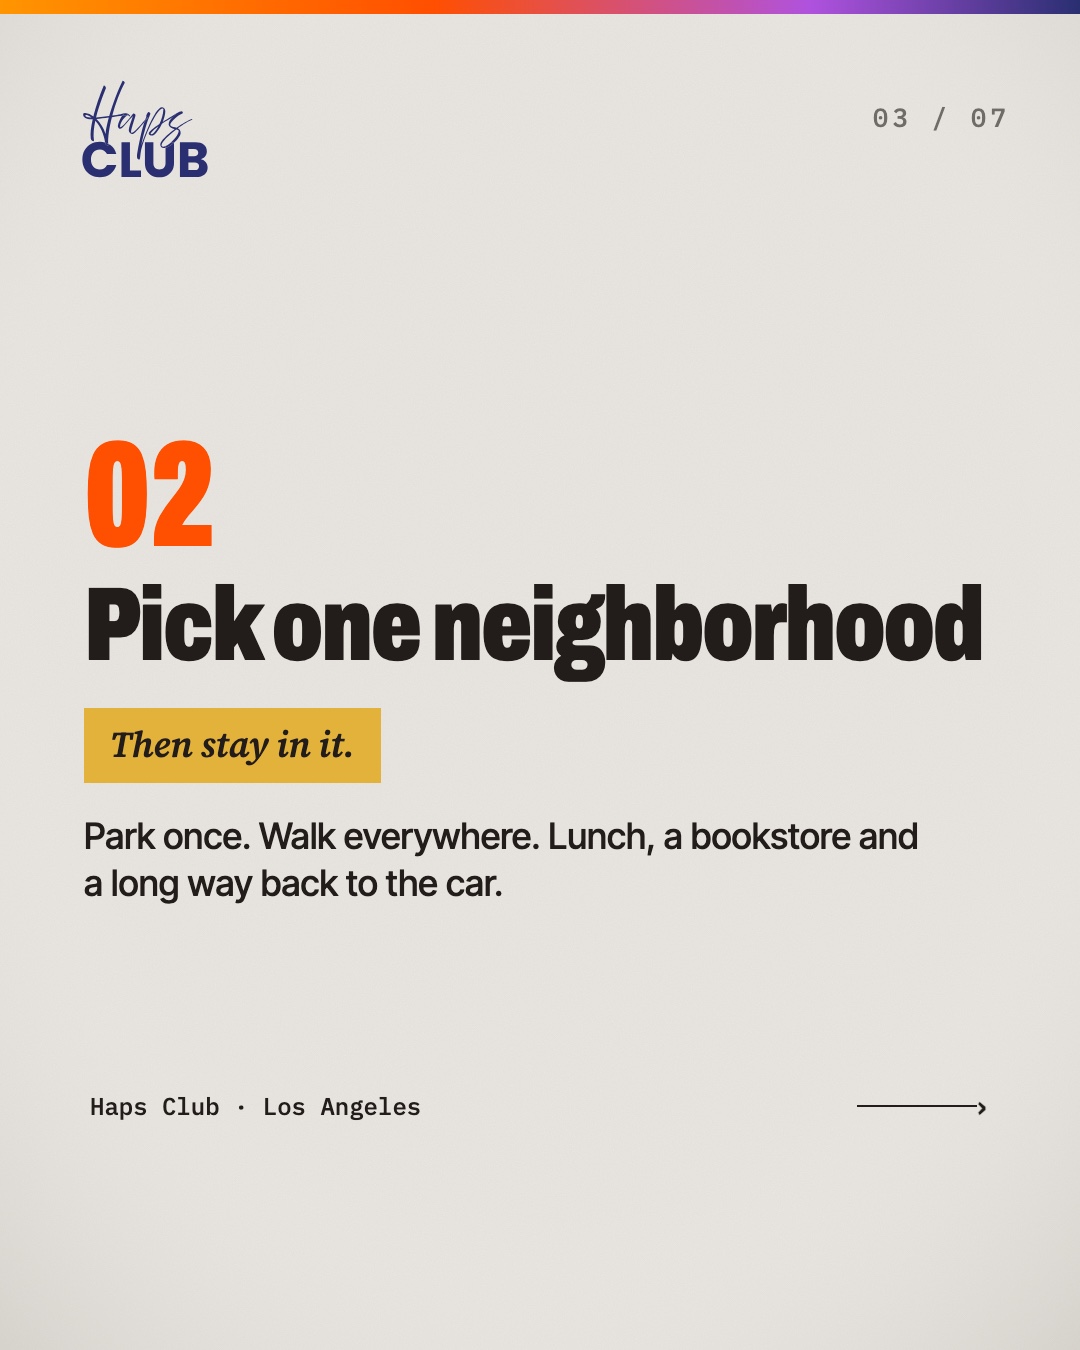 Haps
CLUB
03 / 07
02
Pick one neighborhood
Then stay in it.
Park once. Walk everywhere. Lunch, a bookstore and
a long way back to the car.
Haps Club · Los Angeles